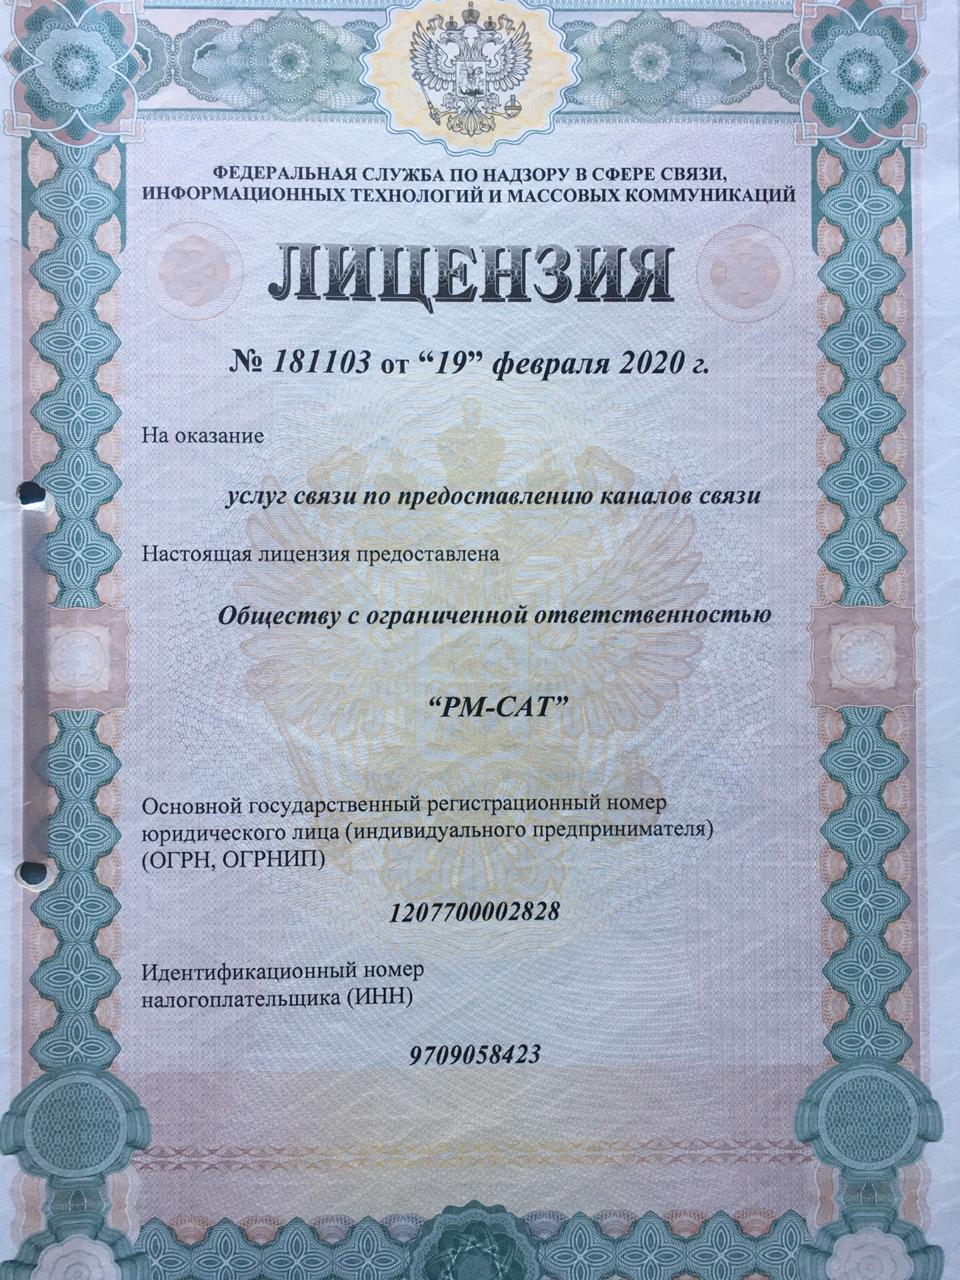 ФЕДЕРАЛЬНАЯ СЛУЖБА ПО НАДЗОРУ В СФЕРЕ СВЯЗИ,
ИНФОРМАЦИОННЫХ ТЕХНОЛОГИЙ И МАССОВЫХ КОММУНИКАЦИЙ
ЛИЦЕНЗИЯ
№ 181103 от “19” февраля 2020 г.
На оказание
услуг связи по предоставлению каналов связи
Настоящая лицензия предоставлена
Обществу с ограниченной ответственностью
“РМ-САТ”
Основной государственный регистрационный номер
юридического лица (индивидуального предпринимателя)
(ОГРН, ОГРНИП)
1207700002828
Идентификационный номер
налогоплательщика (ИНН)
9709058423